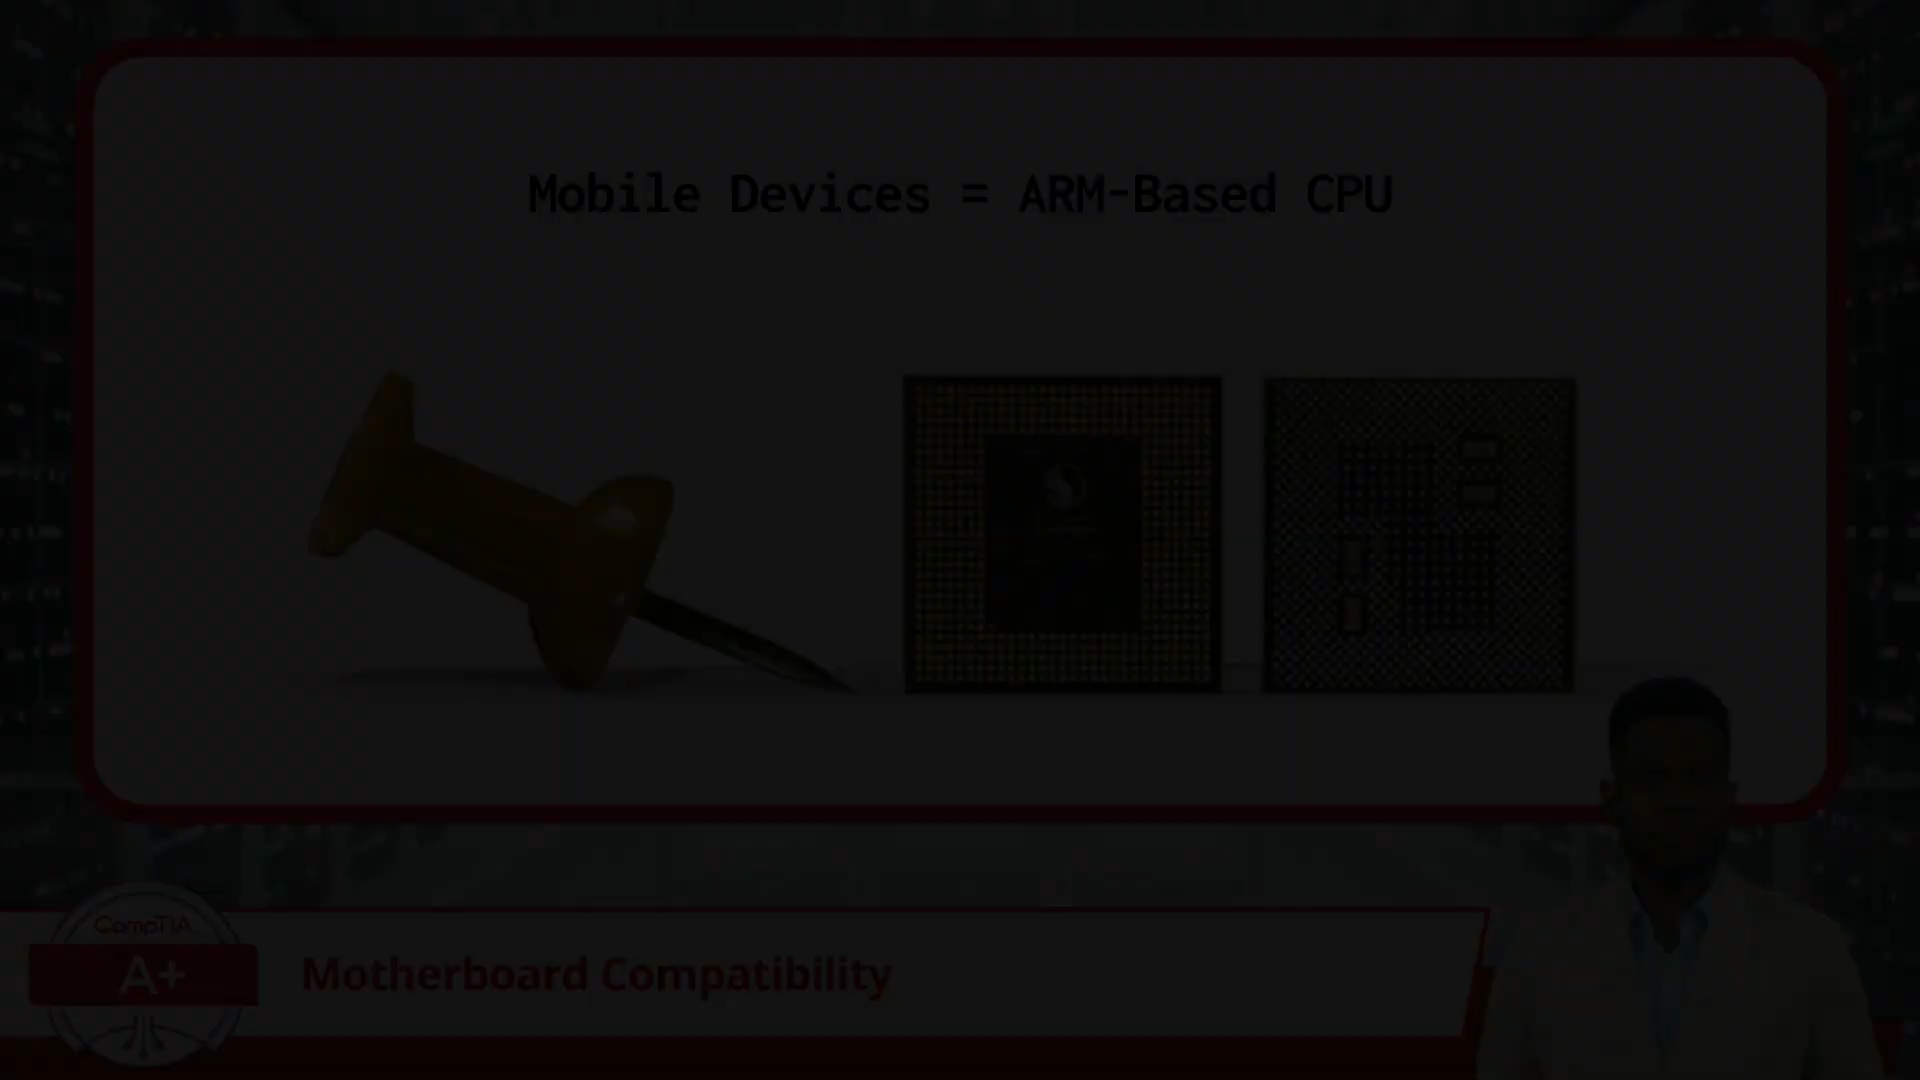 Mobile Devices = ARM-Based CPU
CompTIA
A+
Motherboard Compatibility